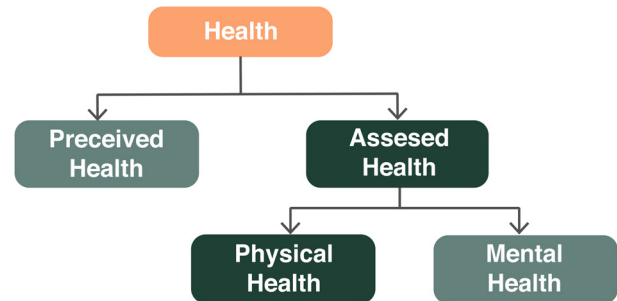 Health
Preceived
Health
Assesed
Health
Physical
Health
Mental
Health